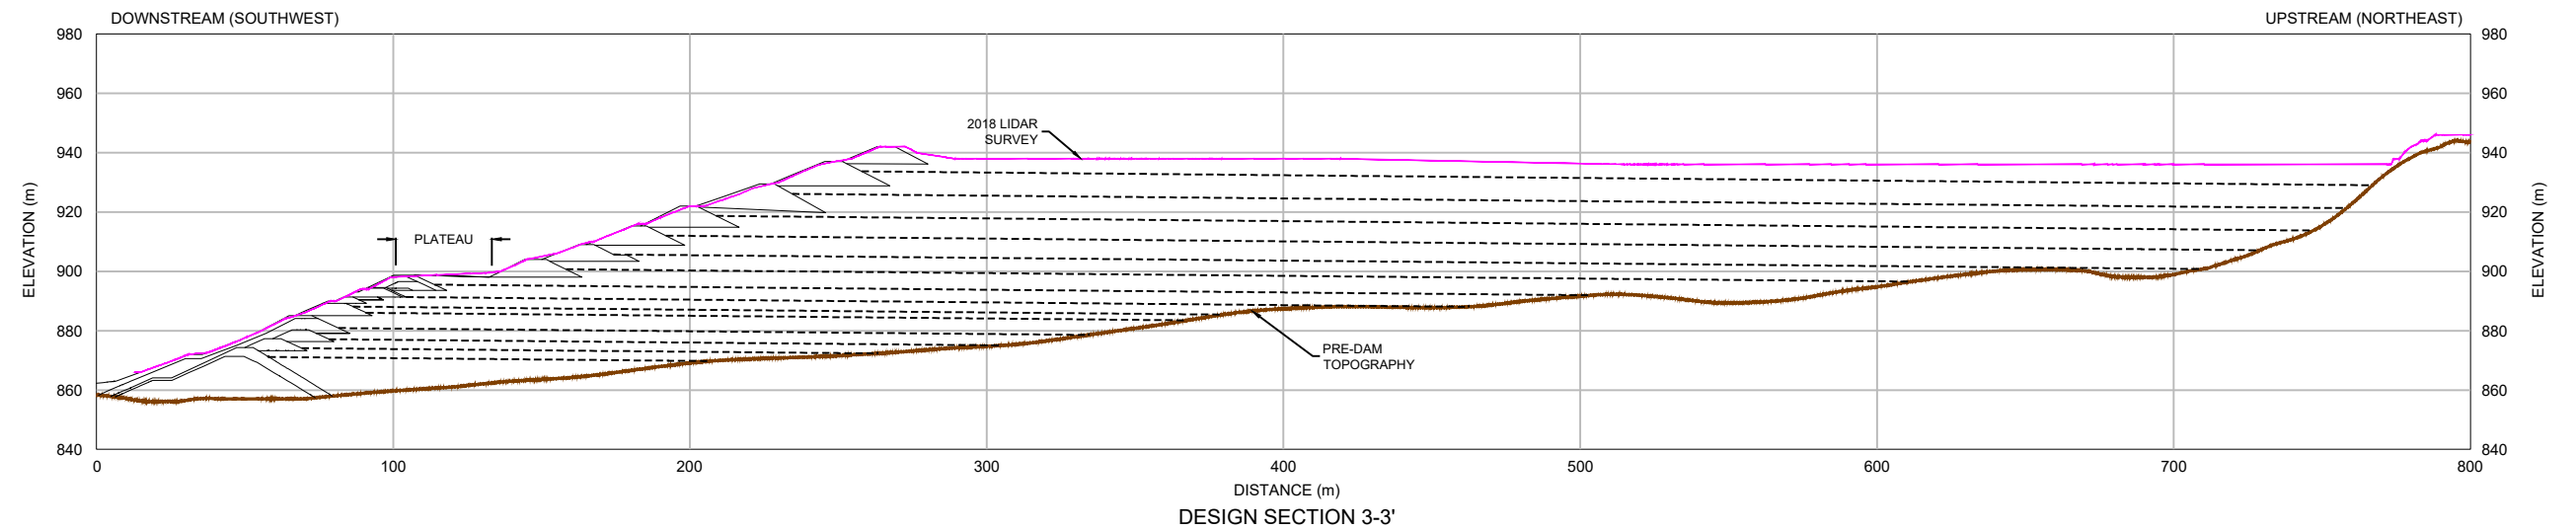 DOWNSTREAM (SOUTHWEST)
UPSTREAM (NORTHEAST)
980
980
960
960
2018 LIDAR
SURVEY
940
940
ELEVATION (m)
ELEVATION (m)
920
920
PLATEAU
900
900
880
880
PRE-DAM
TOPOGRAPHY
860
860
840
840
0
100
200
300
400
500
600
700
800
DISTANCE (m)
DESIGN SECTION 3-3'